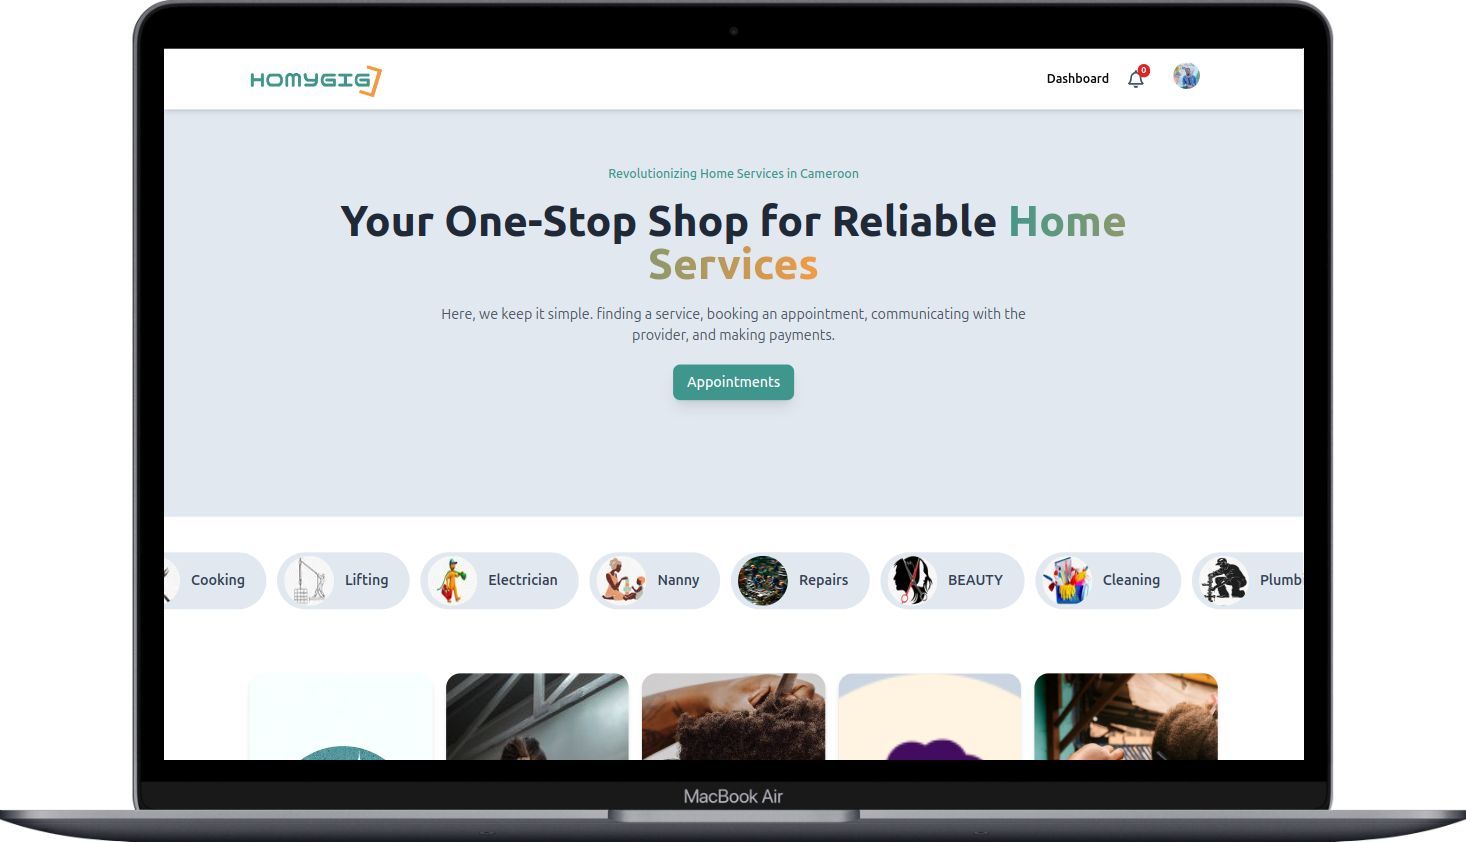 HOMYGIG
Dashboard
0
Revolutionizing Home Services in Cameroon
Your One-Stop Shop for Reliable Home
Services
Here, we keep it simple. finding a service, booking an appointment, communicating with the
provider, and making payments.
Appointments
Cooking
Lifting
Electrician
Nanny
Repairs
BEAUTY
Cleaning
Plumb
MacBook Air